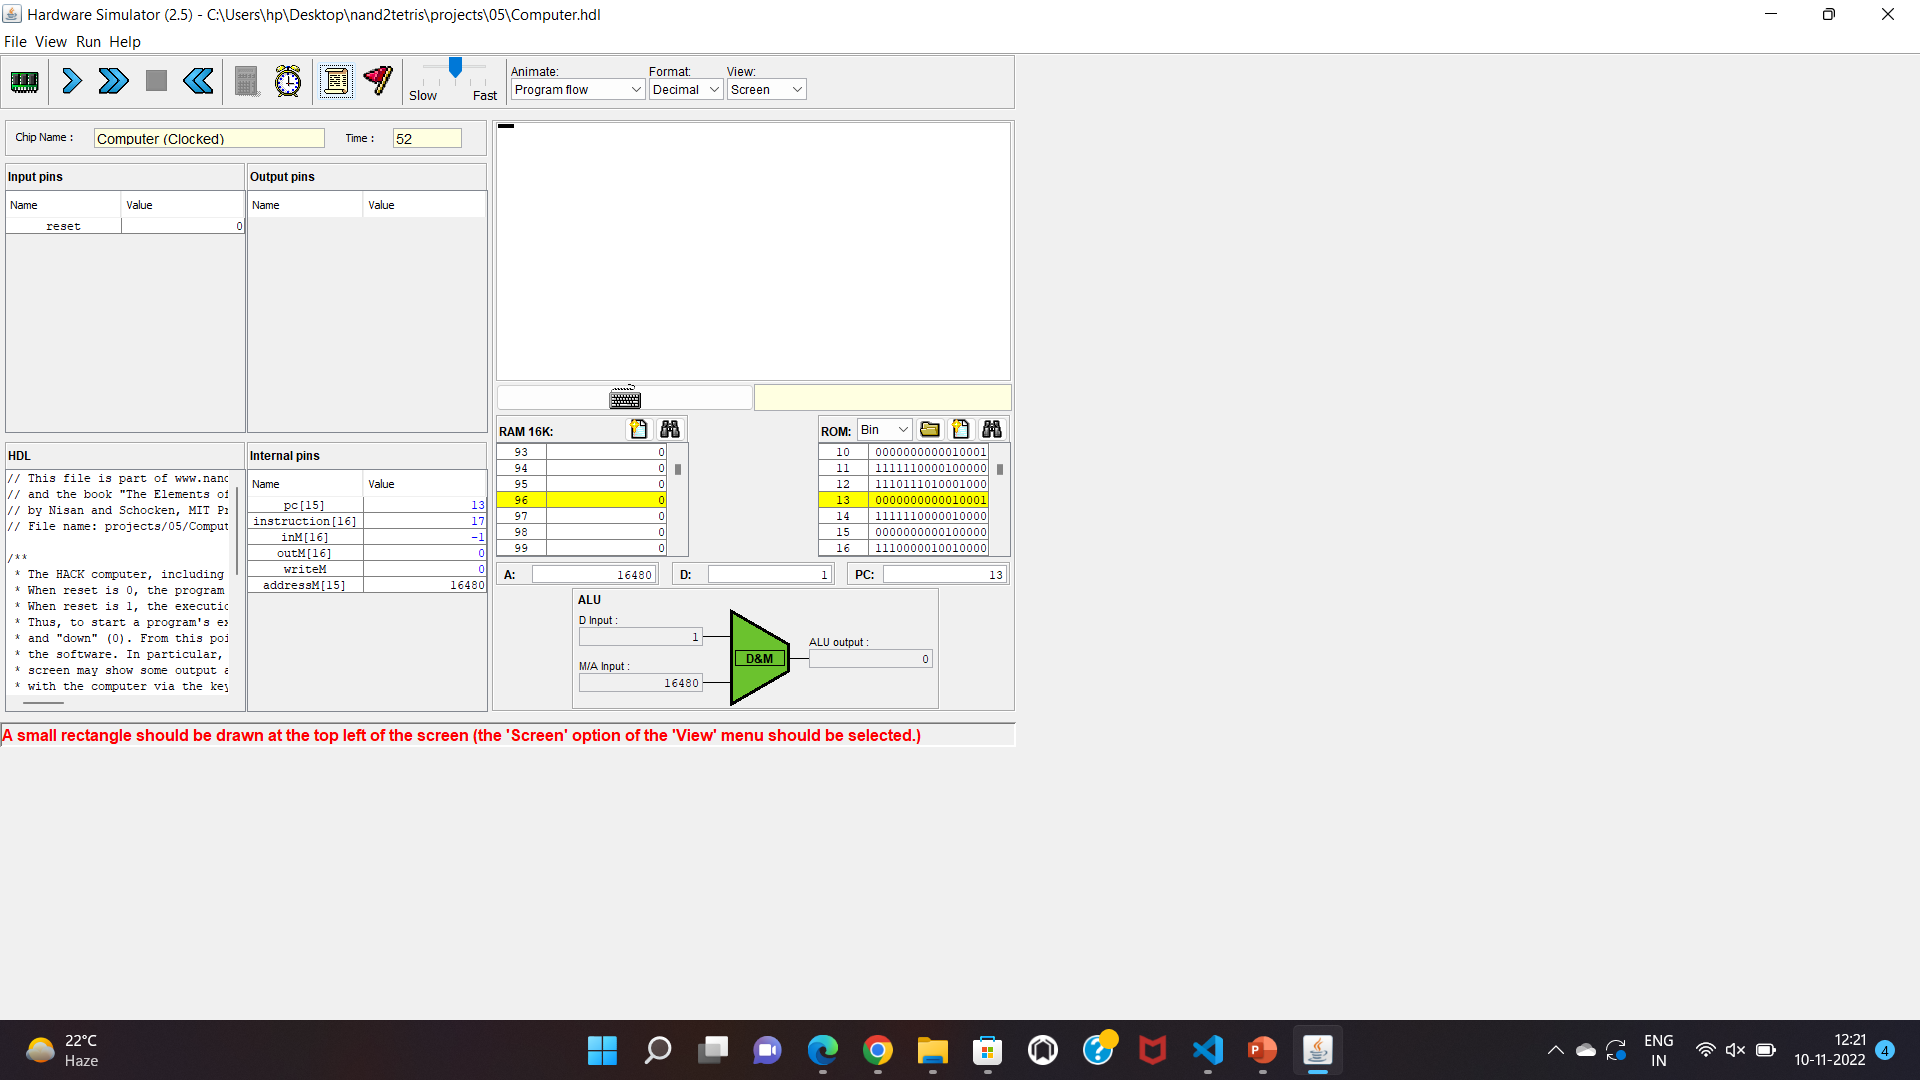 Hardware Simulator (2.5) - C:\Users\hp\Desktop\nand2tetris\projects\05\Computer.hdl
File View Run Help
Slow Fast
Animate: Format: View:
Program flow Decimal Screen
Chip Name : Computer (Clocked) Time : 52
Input pins
Name Value
reset 0
Output pins
Name Value
HDL
// This file is part of www.nand
// and the book "The Elements of
// by Nisan and Schocken, MIT Pr
// File name: projects/05/Comput
/**
* The HACK computer, including
* When reset is 0, the program
* When reset is 1, the executio
* Thus, to start a program's ex
* and "down" (0). From this poi
* the software. In particular,
* screen may show some output a
* with the computer via the key
Internal pins
Name Value
pc[15] 13
instruction[16] 17
inM[16] -1
outM[16] 0
writeM 0
addressM[15] 16480
RAM 16K:
93 0
94 0
95 0
96 0
97 0
98 0
99 0
ROM: Bin
10 0000000000010001
11 1111110000100000
12 1110111010001000
13 0000000000010001
14 1111110000010000
15 0000000000100000
16 1110000010010000
A: 16480 D: 1 PC: 13
ALU
D Input :
1
M/A Input :
16480
D&M
ALU output :
0
A small rectangle should be drawn at the top left of the screen (the 'Screen' option of the 'View' menu should be selected.)
22°C
Haze
ENG
IN
12:21
10-11-2022
4